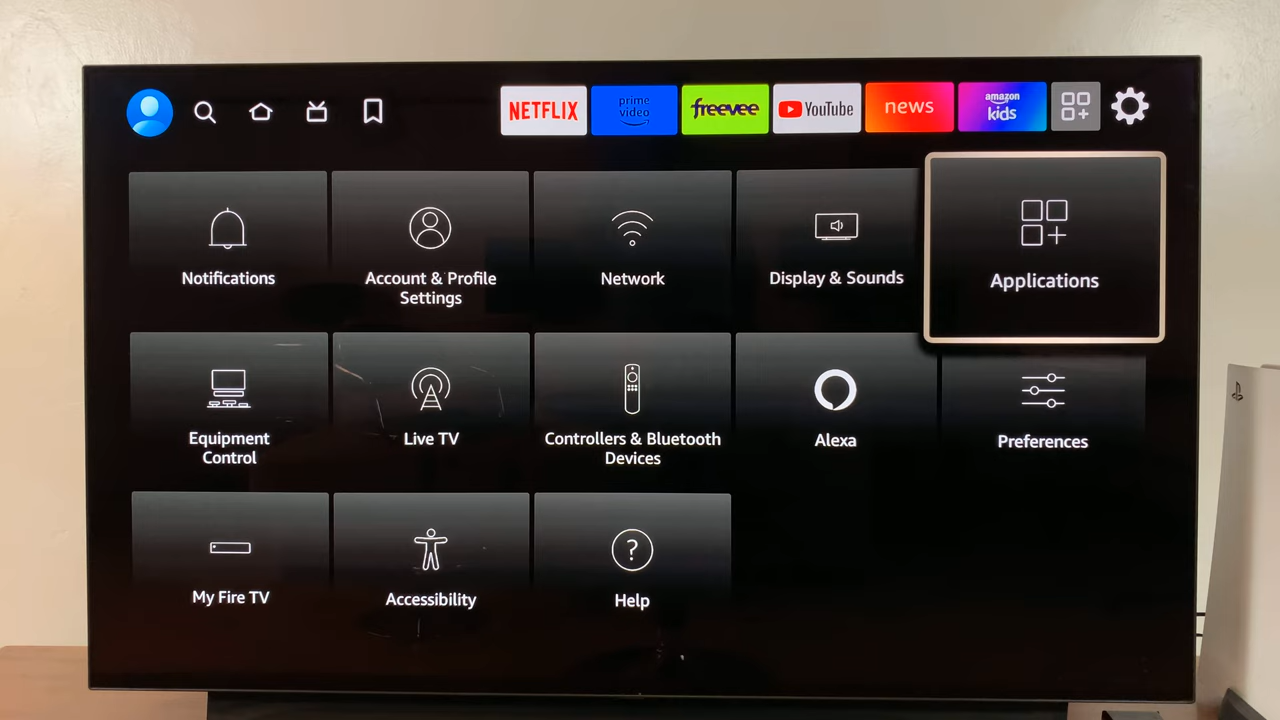 NETFLIX
prime
video
freevee
YouTube
news
amazon
kids
Notifications
Account & Profile
Settings
Network
Display & Sounds
Applications
Equipment
Control
Live TV
Controllers & Bluetooth
Devices
Alexa
Preferences
My Fire TV
Accessibility
?
Help